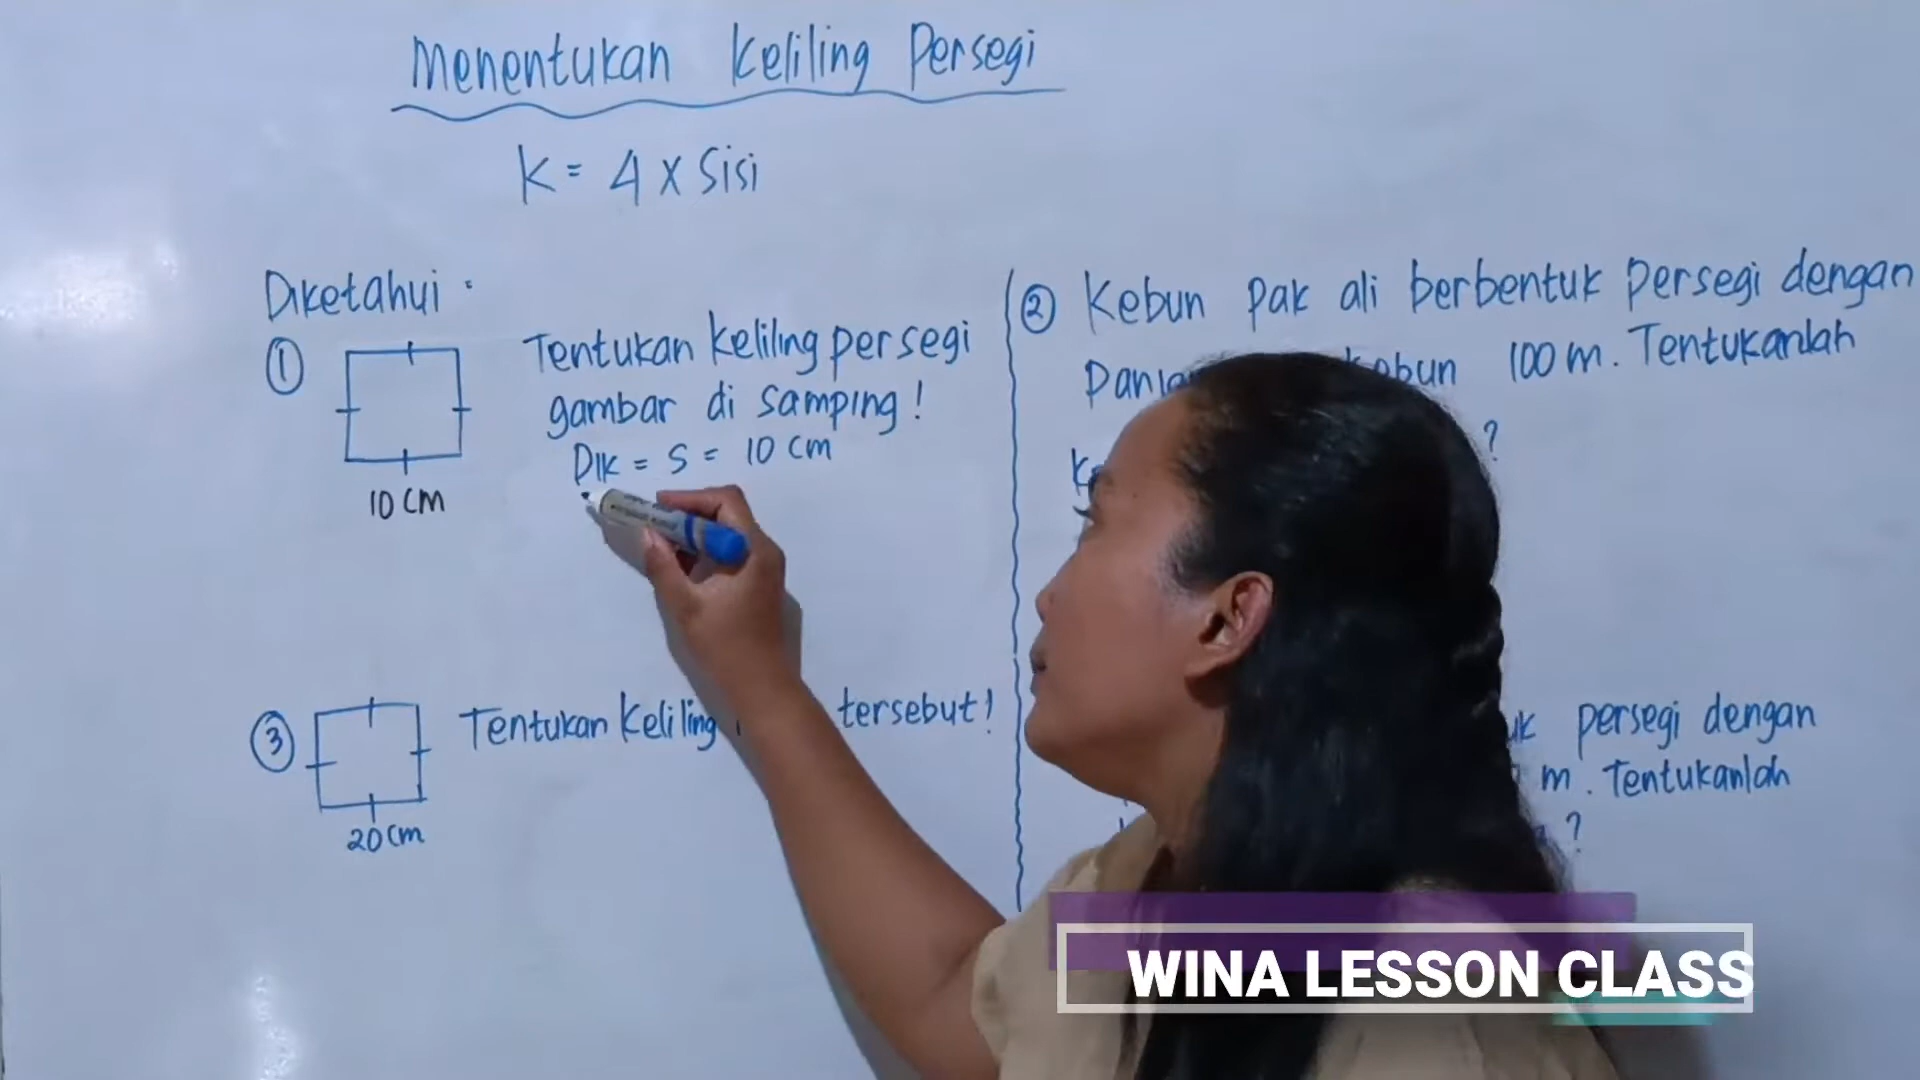 Menentukan Keliling Persegi
K = 4 x Sisi
Diketahui :
① Tentukan Keliling persegi
gambar di samping !
Dik = S = 10 cm
10 cm
② Kebun pak ali berbentuk persegi dengan
100 m. Tentukanlah
?
③ Tentukan Keliling tersebut !
20 cm
persegi dengan
m. Tentukanlah
?
WINA LESSON CLASS